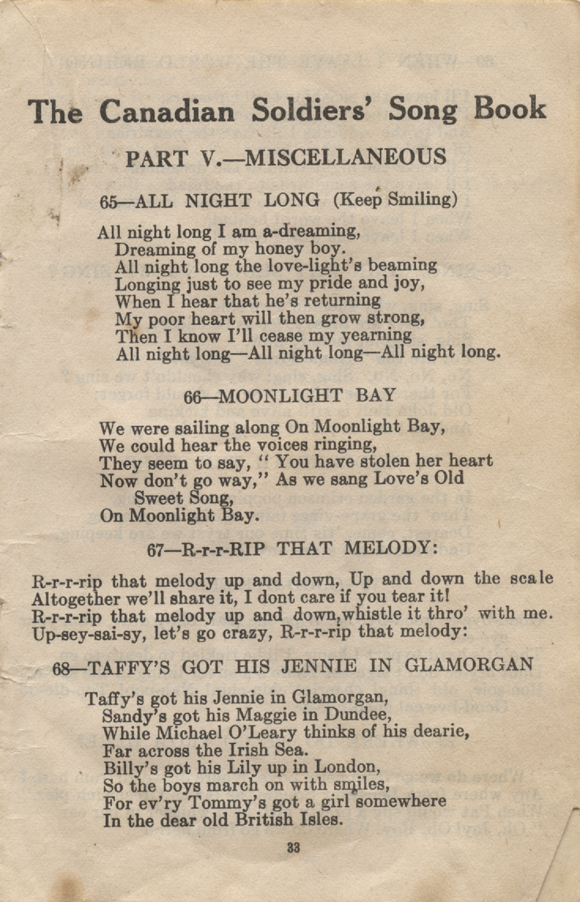 The Canadian Soldiers' Song Book
PART V.—MISCELLANEOUS
65—ALL NIGHT LONG (Keep Smiling)
All night long I am a-dreaming,
Dreaming of my honey boy.
All night long the love-light's beaming
Longing just to see my pride and joy,
When I hear that he's returning
My poor heart will then grow strong,
Then I know I'll cease my yearning
All night long—All night long—All night long.
66—MOONLIGHT BAY
We were sailing along On Moonlight Bay,
We could hear the voices ringing,
They seem to say, " You have stolen her heart
Now don't go way," As we sang Love's Old
Sweet Song,
On Moonlight Bay.
67—R-r-r-RIP THAT MELODY:
R-r-r-rip that melody up and down, Up and down the scale
Altogether we'll share it, I dont care if you tear it!
R-r-r-rip that melody up and down, whistle it thro' with me.
Up-sey-sai-sy, let's go crazy, R-r-r-rip that melody:
68—TAFFY'S GOT HIS JENNIE IN GLAMORGAN
Taffy's got his Jennie in Glamorgan,
Sandy's got his Maggie in Dundee,
While Michael O'Leary thinks of his dearie,
Far across the Irish Sea.
Billy's got his Lily up in London,
So the boys march on with smiles,
For ev'ry Tommy's got a girl somewhere
In the dear old British Isles.
33